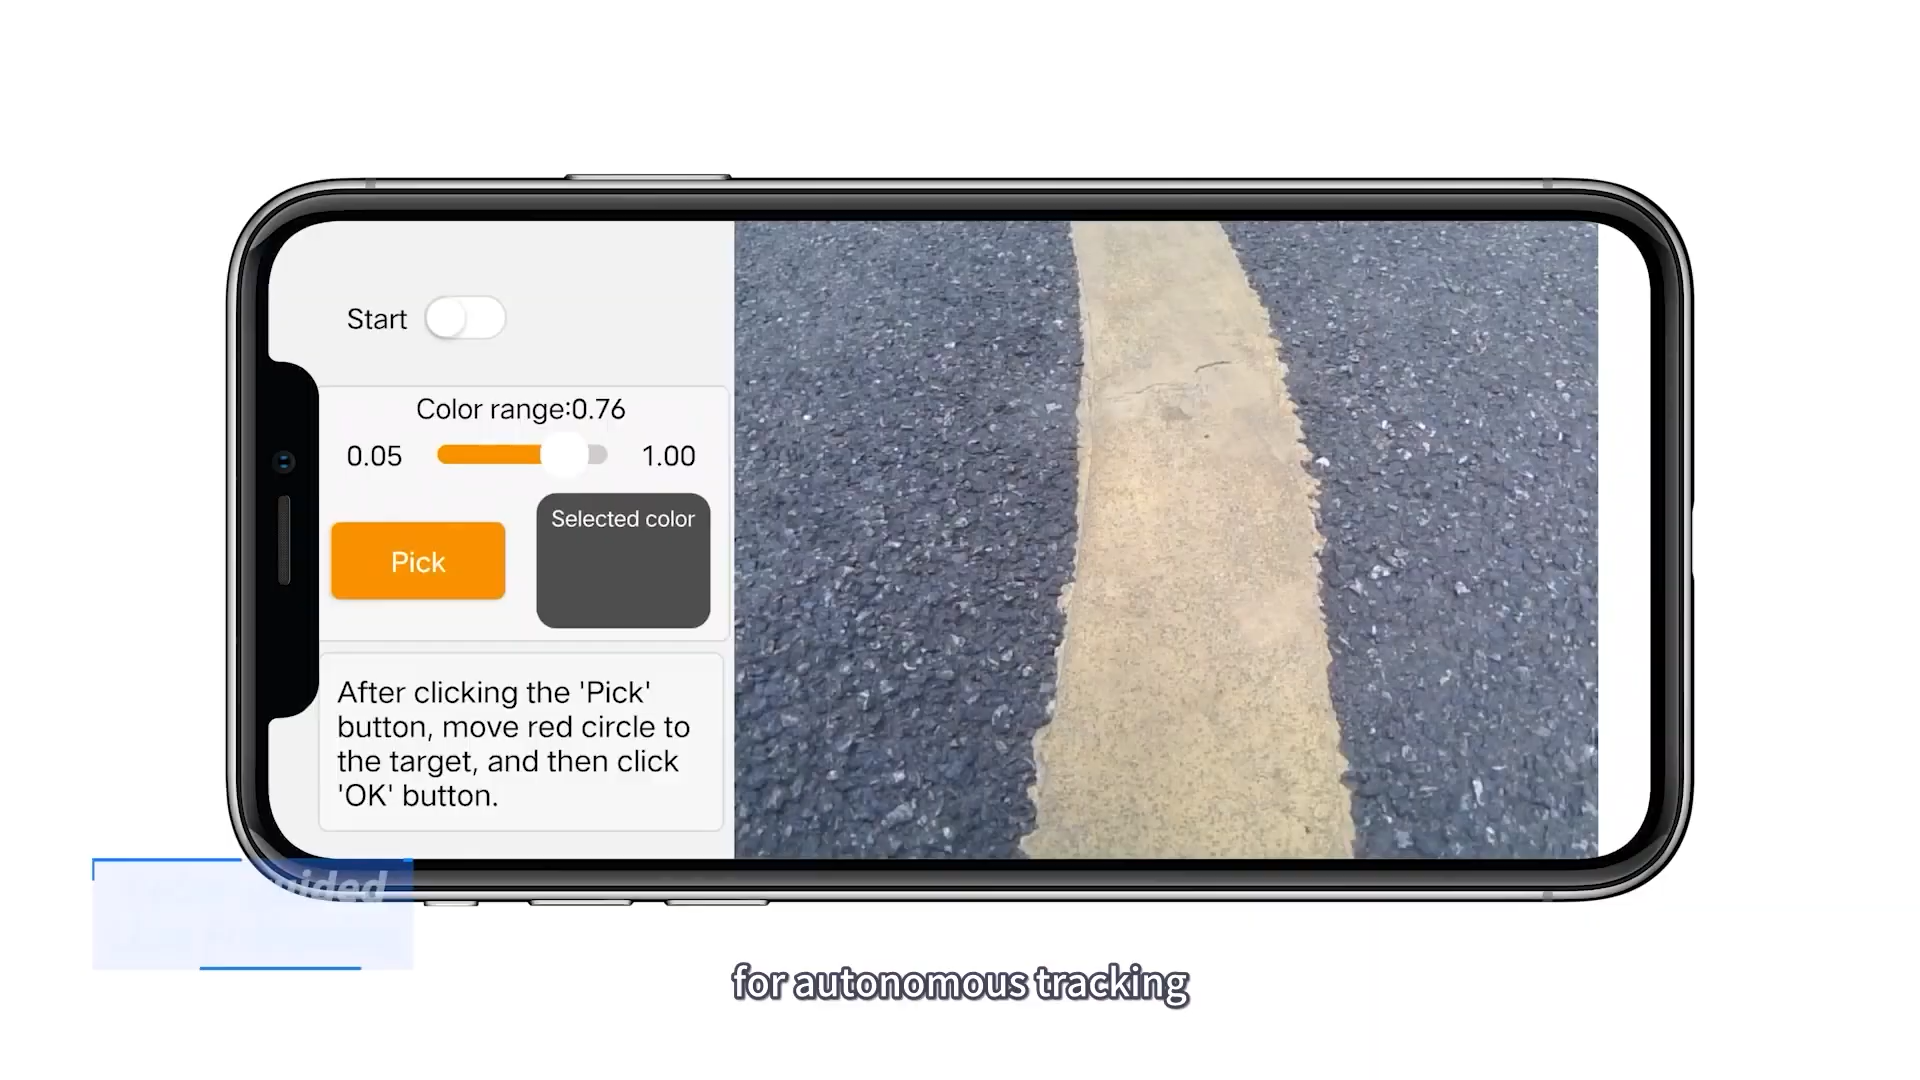 Start
Color range:0.76
0.05
1.00
Selected color
Pick
After clicking the 'Pick'
button, move red circle to
the target, and then click
'OK' button.
for autonomous tracking